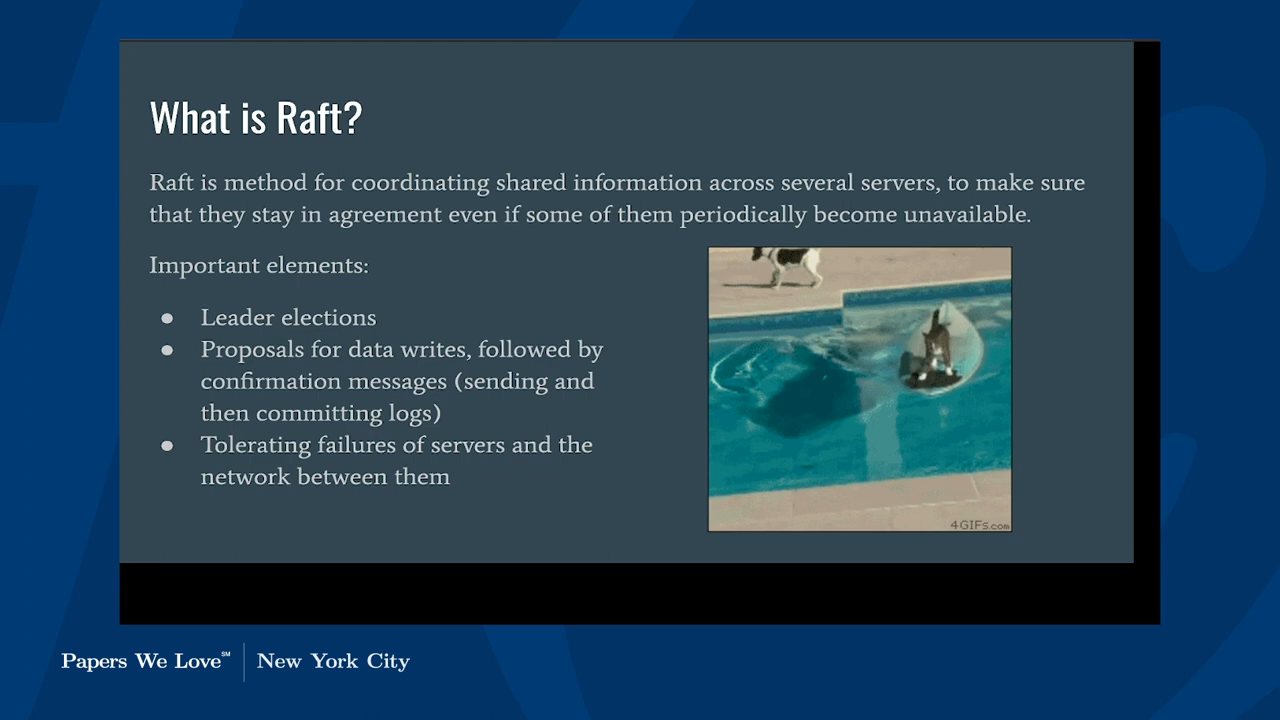 What is Raft?
Raft is method for coordinating shared information across several servers, to make sure
that they stay in agreement even if some of them periodically become unavailable.
Important elements:
● Leader elections
● Proposals for data writes, followed by
confirmation messages (sending and
then committing logs)
● Tolerating failures of servers and the
network between them
4GIFs.com
Papers We Love℠ | New York City